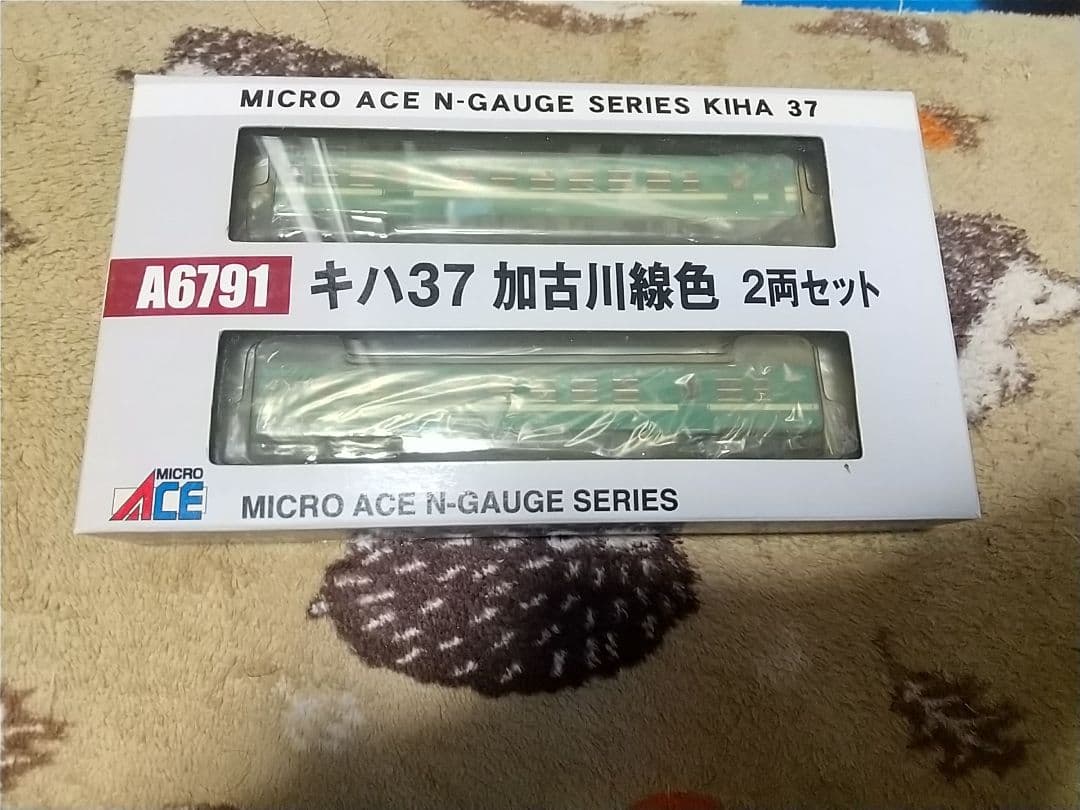 MICRO ACE N-GAUGE SERIES KIHA 37
A6791 キハ37 加古川線色 2両セット
MICRO
ACE
MICRO ACE N-GAUGE SERIES